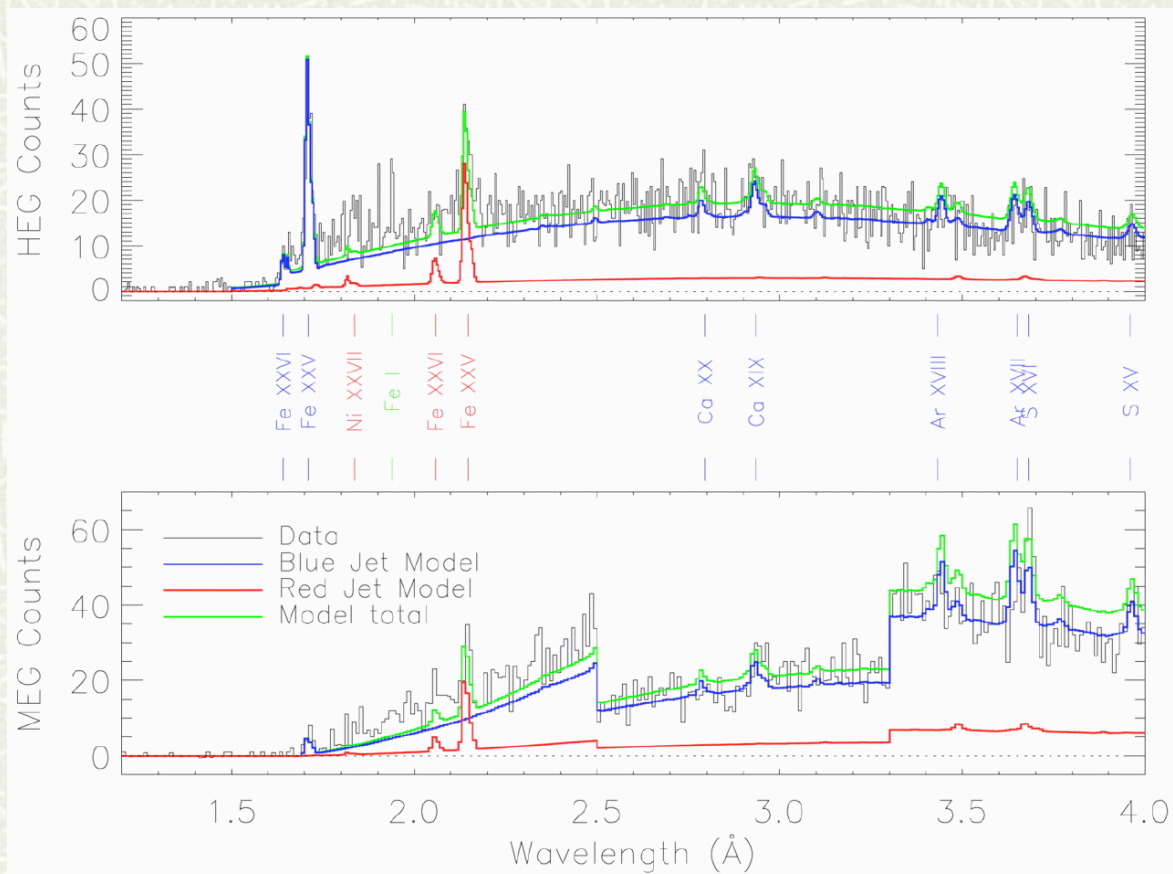 HEG Counts
60
50
40
30
20
10
0
Fe XXVI
Fe XXV
Ni XXVII
Fe I
Fe XXVI
Fe XXV
Ca XX
Ca XIX
Ar XVIII
Ar XVII
S XVI
S XV
MEG Counts
60
40
20
0
Data
Blue Jet Model
Red Jet Model
Model total
1.5 2.0 2.5 3.0 3.5 4.0
Wavelength (Å)